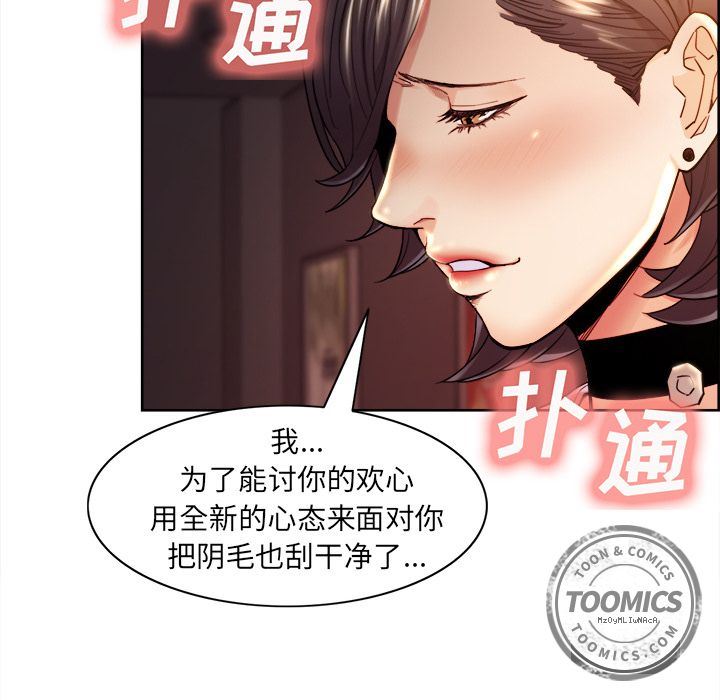 扑通
扑通
我...
为了能讨你的欢心
用全新的心态来面对你
把阴毛也刮干净了...
TOON & COMICS
TOOMICS
MzOyMLIwNAcA
TOOMICS.COM